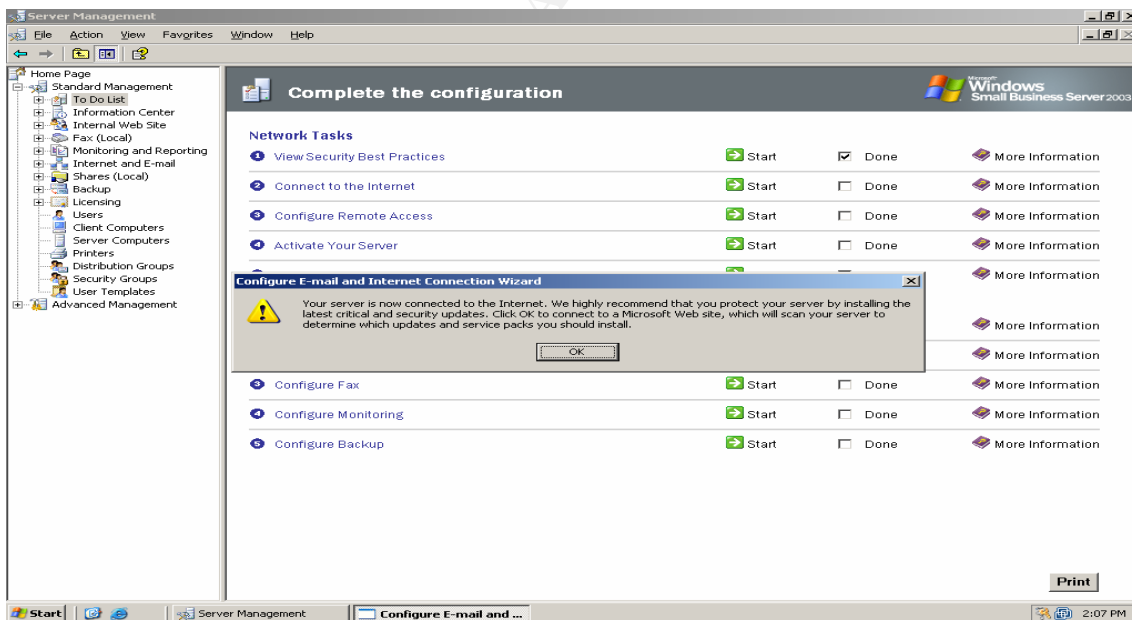 Server Management
File Action View Favorites Window Help
Home Page
Standard Management
To Do List
Information Center
Internal Web Site
Fax (Local)
Monitoring and Reporting
Internet and E-mail
Shares (Local)
Backup
Licensing
Users
Client Computers
Server Computers
Printers
Distribution Groups
Security Groups
User Templates
Advanced Management
Complete the configuration
Microsoft
Windows
Small Business Server 2003
Network Tasks
1 View Security Best Practices Start Done More Information
2 Connect to the Internet Start Done More Information
3 Configure Remote Access Start Done More Information
4 Activate Your Server Start Done More Information
More Information
Configure E-mail and Internet Connection Wizard
Your server is now connected to the Internet. We highly recommend that you protect your server by installing the
latest critical and security updates. Click OK to connect to a Microsoft Web site, which will scan your server to
determine which updates and service packs you should install.
OK
More Information
More Information
3 Configure Fax Start Done More Information
4 Configure Monitoring Start Done More Information
5 Configure Backup Start Done More Information
Print
Start Server Management Configure E-mail and ... 2:07 PM